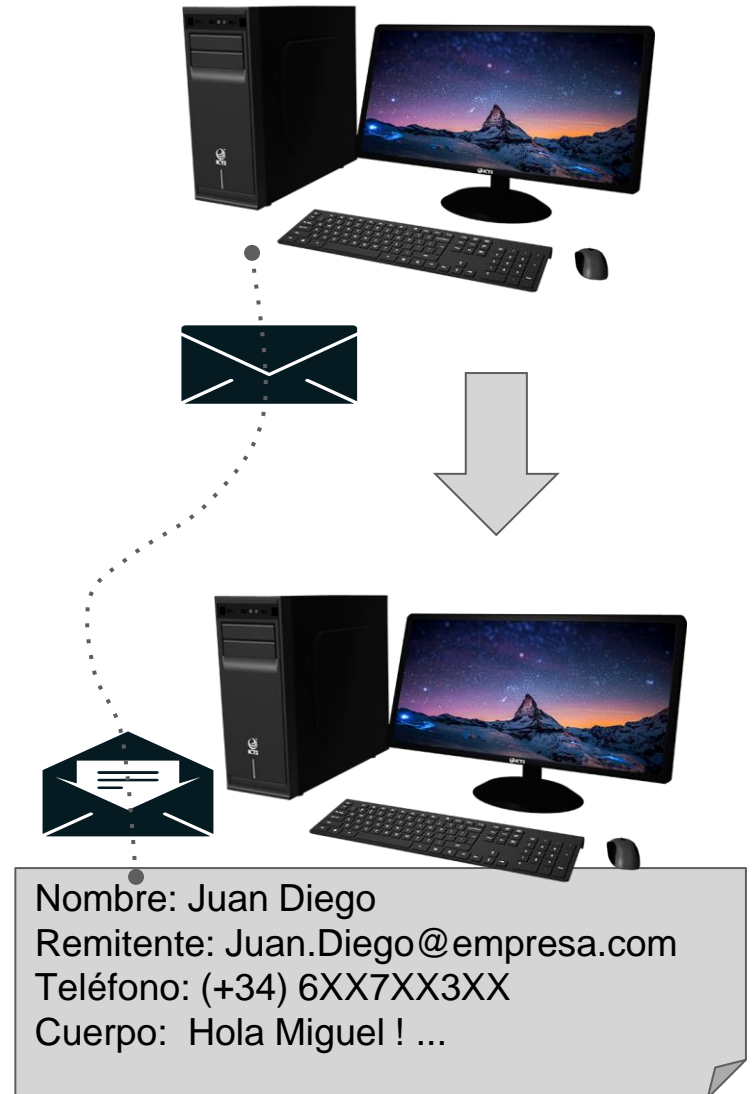 Nombre: Juan Diego
Remitente: Juan.Diego@empresa.com
Teléfono: (+34) 6XX7XX3XX
Cuerpo:  Hola Miguel ! ...